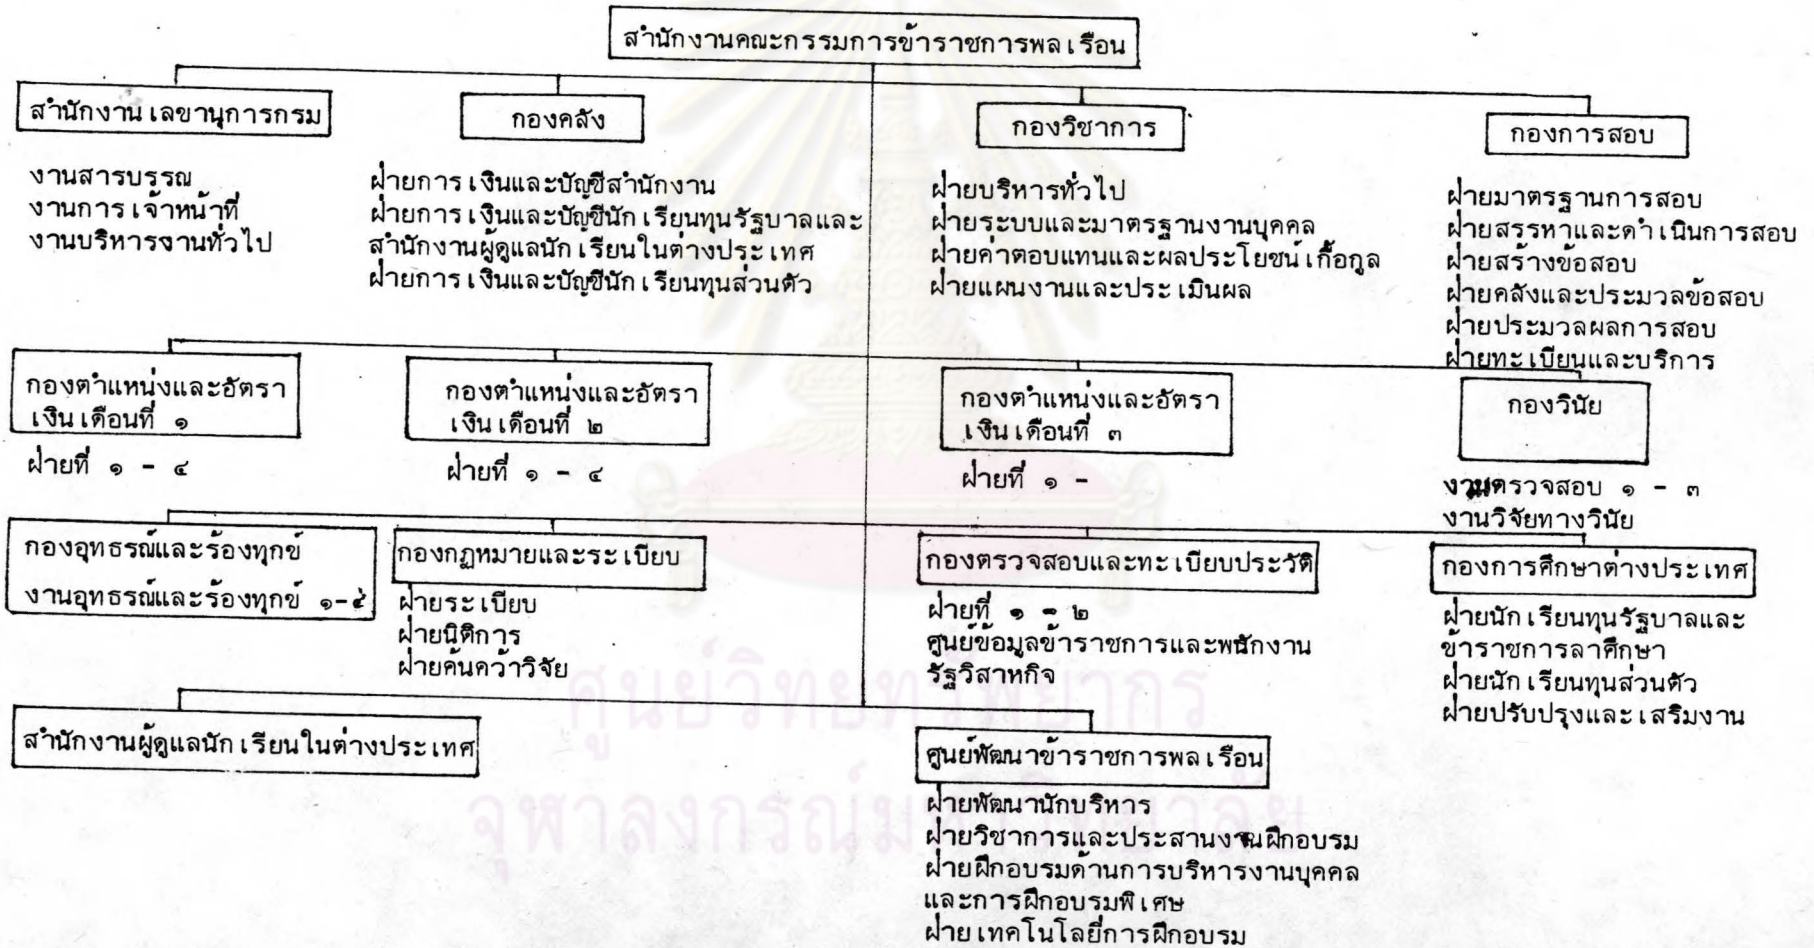 สำนักงานคณะกรรมการข้าราชการพลเรือน
สำนักงานเลขานุการกรม
งานสารบรรณ
งานการเจ้าหน้าที่
งานบริหารงานทั่วไป
กองคลัง
ฝ่ายการเงินและบัญชีสำนักงาน
ฝ่ายการเงินและบัญชีนักเรียนทุนรัฐบาลและ
สำนักงานผู้ดูแลนักเรียนในต่างประเทศ
ฝ่ายการเงินและบัญชีนักเรียนทุนส่วนตัว
กองวิชาการ
ฝ่ายบริหารทั่วไป
ฝ่ายระบบและมาตรฐานงานบุคคล
ฝ่ายค่าตอบแทนและผลประโยชน์เกื้อกูล
ฝ่ายแผนงานและประเมินผล
กองการสอบ
ฝ่ายมาตรฐานการสอบ
ฝ่ายสรรหาและดำเนินการสอบ
ฝ่ายสร้างข้อสอบ
ฝ่ายคลังและประมวลข้อสอบ
ฝ่ายประมวลผลการสอบ
ฝ่ายทะเบียนและบริการ
กองตำแหน่งและอัตรา
เงินเดือนที่ ๑
ฝ่ายที่ ๑ - ๔
กองตำแหน่งและอัตรา
เงินเดือนที่ ๒
ฝ่ายที่ ๑ - ๔
กองตำแหน่งและอัตรา
เงินเดือนที่ ๓
ฝ่ายที่ ๑ -
กองวินัย
งานตรวจสอบ ๑ - ๓
งานวิจัยทางวินัย
กองอุทธรณ์และร้องทุกข์
งานอุทธรณ์และร้องทุกข์ ๑-๕
กองกฎหมายและระเบียบ
ฝ่ายระเบียบ
ฝ่ายนิติการ
ฝ่ายค้นคว้าวิจัย
กองตรวจสอบและทะเบียบประวัติ
ฝ่ายที่ ๑ - ๒
ศูนย์ข้อมูลข้าราชการและพนักงาน
รัฐวิสาหกิจ
กองการศึกษาต่างประเทศ
ฝ่ายนักเรียนทุนรัฐบาลและ
ข้าราชการลาศึกษา
ฝ่ายนักเรียนทุนส่วนตัว
ฝ่ายปรับปรุงและเสริมงาน
สำนักงานผู้ดูแลนักเรียนในต่างประเทศ
ศูนย์พัฒนาข้าราชการพลเรือน
ฝ่ายพัฒนานักบริหาร
ฝ่ายวิชาการและประสานงานฝึกอบรม
ฝ่ายฝึกอบรมด้านการบริหารงานบุคคล
และการฝึกอบรมพิเศษ
ฝ่ายเทคโนโลยี่การฝึกอบรม
ศูนย์วิทยทรัพยากร
จุฬาลงกรณ์มหาวิทยาลัย